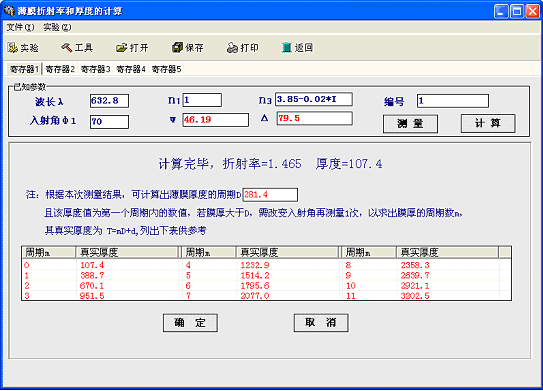 薄膜折射率和厚度的计算
文件(F) 实验(Z)
实验 工具 打开 保存 打印 返回
寄存器1 寄存器2 寄存器3 寄存器4 寄存器5
已知参数
波长λ 632.8 n1 1 n3 3.85-0.02*I 编号 1
入射角Φ1 70 Ψ 46.19 Δ 79.5 测 量 计 算
计算完毕，折射率=1.465 厚度=107.4
注：根据本次测量结果，可计算出薄膜厚度的周期D 281.4
且该厚度值为第一个周期内的数值，若膜厚大于D，需改变入射角再测量1次，以求出膜厚的周期数m，
其真实厚度为 T=mD+d,列出下表供参考
周期m 真实厚度 周期m 真实厚度 周期m 真实厚度
0 107.4 4 1232.9 8 2358.3
1 388.7 5 1514.2 9 2639.7
2 670.1 6 1795.6 10 2921.1
3 951.5 7 2077.0 11 3202.5
确 定 取 消